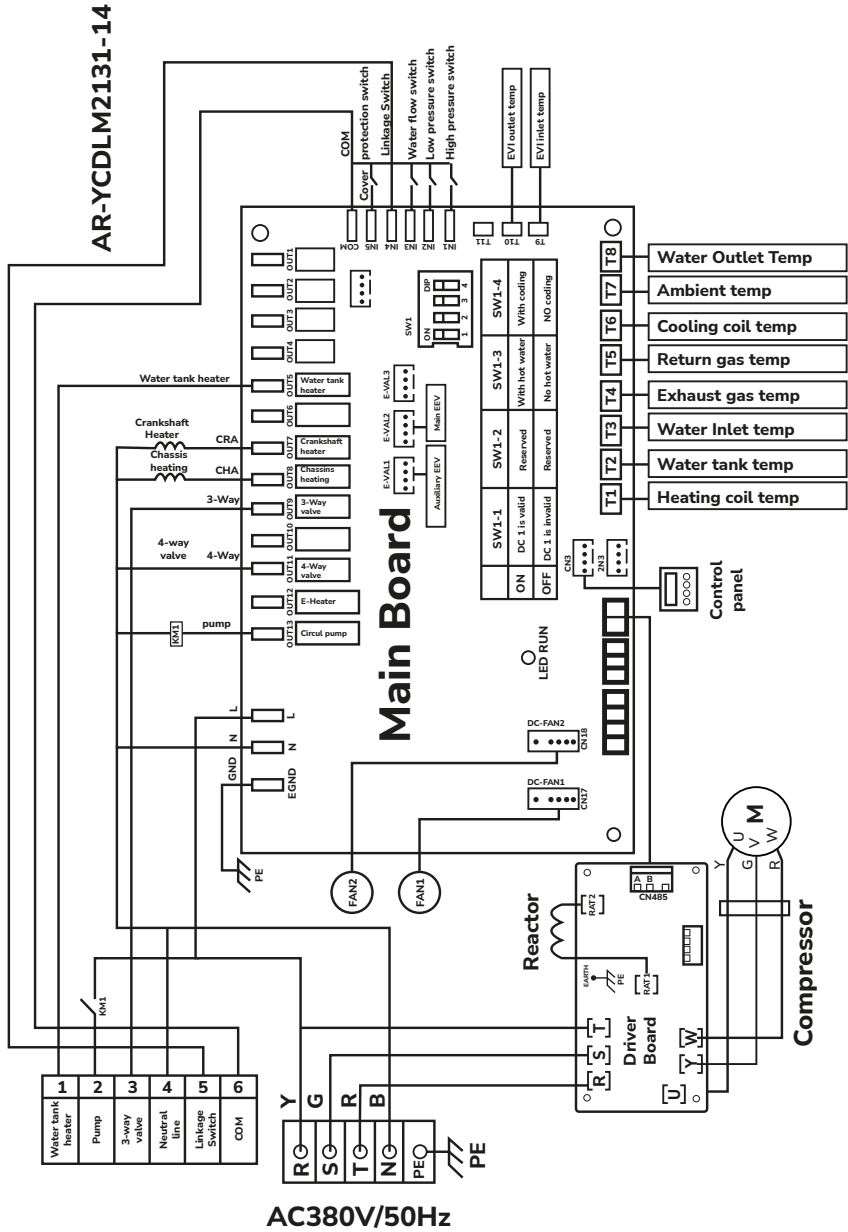 AR-YCDLM2131-14
COM
Cover protection switch
Linkage Switch
Water flow switch
Low pressure switch
High pressure switch
EVI outlet temp
EVI inlet temp
COM
IN5
IN4
IN3
IN2
IN1
T11
T10
T9
OUT1
OUT2
OUT3
OUT4
OUT5
Water tank heater
OUT6
OUT7
Crankshaft heater
OUT8
Chassins heating
OUT9
3-Way valve
OUT10
OUT11
4-Way valve
OUT12
E-Heater
OUT13
Circul pump
Water tank heater
Crankshaft Heater
CRA
Chassis heating
CHA
3-Way
4-way valve
4-Way
KM1
pump
L
L
N
N
GND
EGND
PE
SW1
ON
DIP
1
2
3
4
E-VAL3
E-VAL2
E-VAL1
Main EEV
Auxiliary EEV
Main Board
SW1-1
SW1-2
SW1-3
SW1-4
ON
DC 1 is valid
Reserved
With hot water
With coding
OFF
DC 1 is invalid
Reserved
No hot water
NO coding
T8
Water Outlet Temp
T7
Ambient temp
T6
Cooling coil temp
T5
Return gas temp
T4
Exhaust gas temp
T3
Water Inlet temp
T2
Water tank temp
T1
Heating coil temp
CN3
2N3
Control panel
LED RUN
DC-FAN2
CN18
DC-FAN1
CN17
FAN2
FAN1
M
U
V
W
Y
G
R
Compressor
A
B
CN485
Reactor
RAT2
RAT1
EARTH
PE
Driver Board
T
S
R
W
Y
U
KM1
1
2
3
4
5
6
Water tank heater
Pump
3-way valve
Neutral line
Linkage Switch
COM
Y
G
R
B
R
S
T
N
PE
PE
AC380V/50Hz